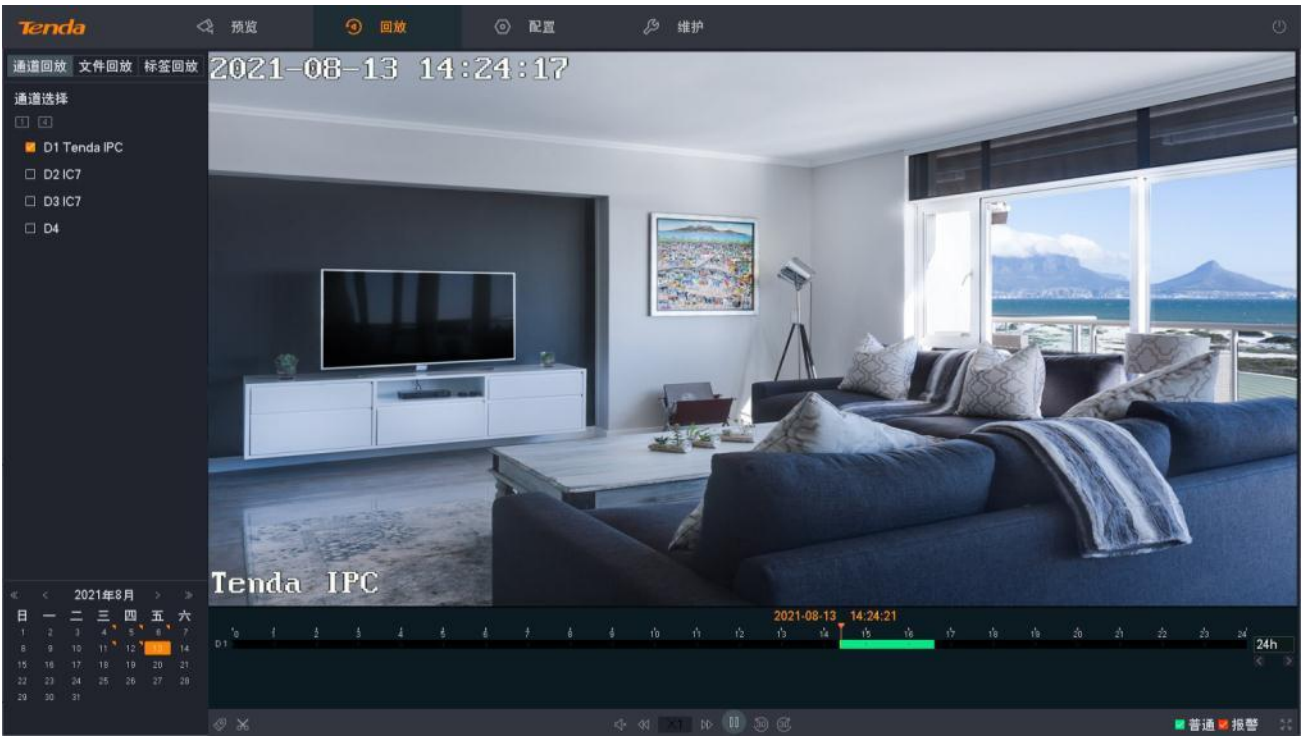 Tenda 预览 回放 配置 维护
通道回放 文件回放 标签回放
2021-08-13 14:24:17
通道选择
1 4
D1 Tenda IPC
D2 IC7
D3 IC7
D4
Tenda IPC
« < 2021年8月 > »
日 一 二 三 四 五 六
1 2 3 4 5 6 7
8 9 10 11 12 13 14
15 16 17 18 19 20 21
22 23 24 25 26 27 28
29 30 31
2021-08-13 14:24:21
0 1 2 3 4 5 6 7 8 9 10 11 12 13 14 15 16 17 18 19 20 21 22 23 24
D1
24h
< >
X1 30 30
普通 报警